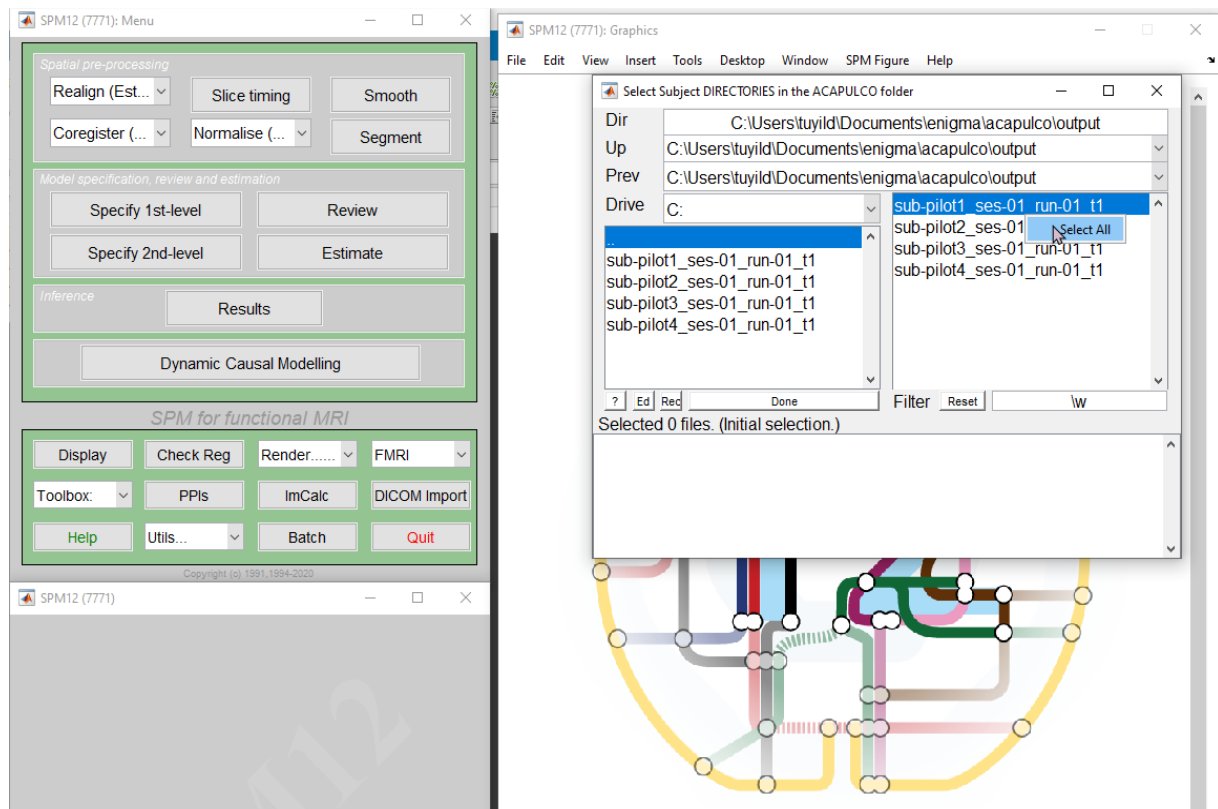 SPM12 (7771): Menu
Spatial pre-processing
Realign (Est...
Slice timing
Smooth
Coregister (...
Normalise (...
Segment
Model specification, review and estimation
Specify 1st-level
Review
Specify 2nd-level
Estimate
Inference
Results
Dynamic Causal Modelling
SPM for functional MRI
Display
Check Reg
Render......
FMRI
Toolbox:
PPIs
ImCalc
DICOM Import
Help
Utils...
Batch
Quit
Copyright (c) 1991,1994-2020
SPM12 (7771)
M12
SPM12 (7771): Graphics
File Edit View Insert Tools Desktop Window SPM Figure Help
Select Subject DIRECTORIES in the ACAPULCO folder
Dir C:\Users\tuyild\Documents\enigma\acapulco\output
Up C:\Users\tuyild\Documents\enigma\acapulco\output
Prev C:\Users\tuyild\Documents\enigma\acapulco\output
Drive C:
..
sub-pilot1_ses-01_run-01_t1
sub-pilot2_ses-01_run-01_t1
sub-pilot3_ses-01_run-01_t1
sub-pilot4_ses-01_run-01_t1
sub-pilot1_ses-01_run-01_t1
sub-pilot2_ses-01
Select All
sub-pilot3_ses-01_run-01_t1
sub-pilot4_ses-01_run-01_t1
? Ed Rec Done
Filter Reset \w
Selected 0 files. (Initial selection.)